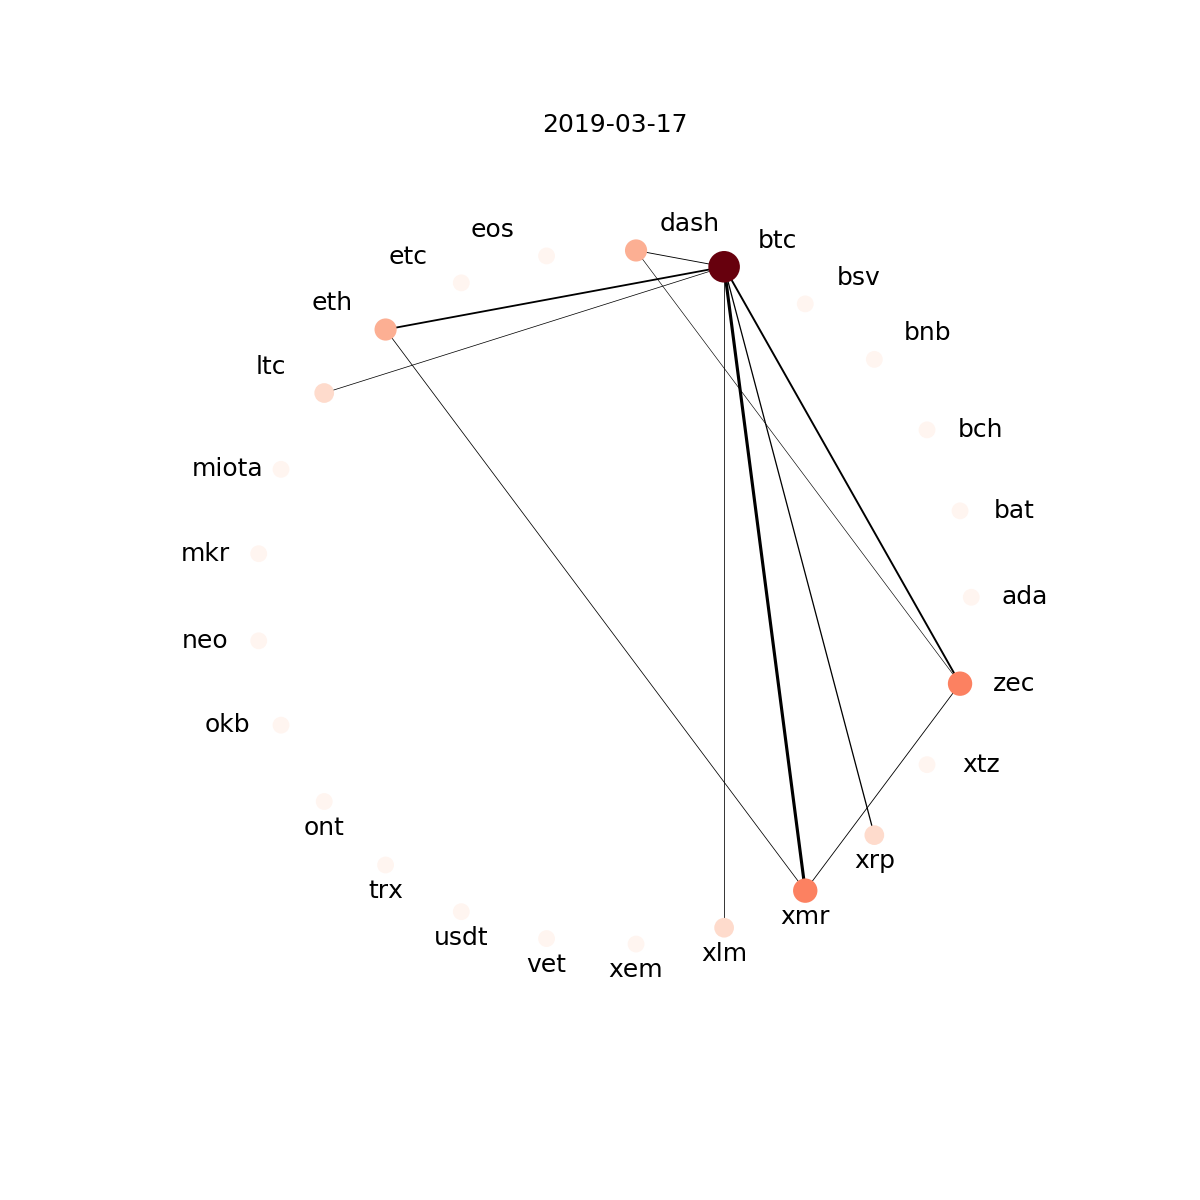 2019-03-17
dash
eos
btc
etc
bsv
eth
bnb
ltc
bch
miota
bat
mkr
ada
neo
zec
okb
xtz
ont
xrp
trx
xmr
usdt
xlm
vet
xem